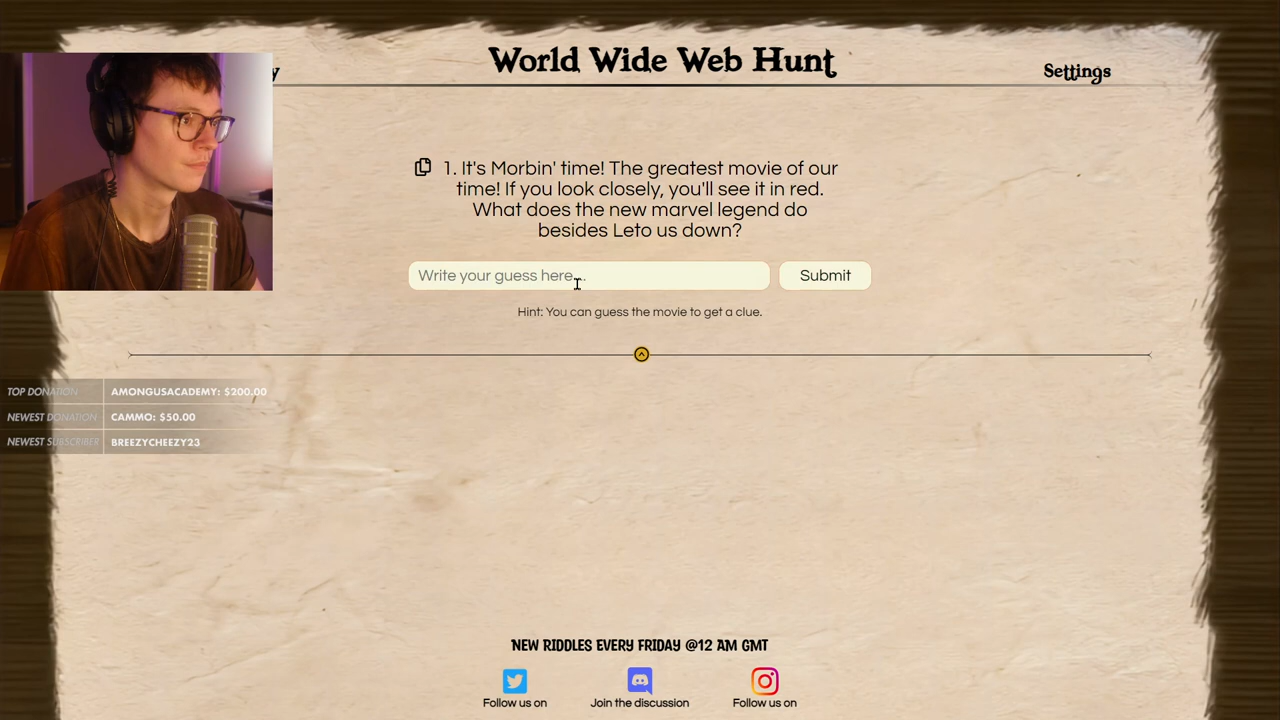 World Wide Web Hunt
y
Settings
1. It's Morbin' time! The greatest movie of our
time! If you look closely, you'll see it in red.
What does the new marvel legend do
besides Leto us down?
Write your guess here...
Submit
Hint: You can guess the movie to get a clue.
TOP DONATION AMONGUSACADEMY: $200.00
NEWEST DONATION CAMMO: $50.00
NEWEST SUBSCRIBER BREEZYCHEEZY23
NEW RIDDLES EVERY FRIDAY @12 AM GMT
Follow us on
Join the discussion
Follow us on